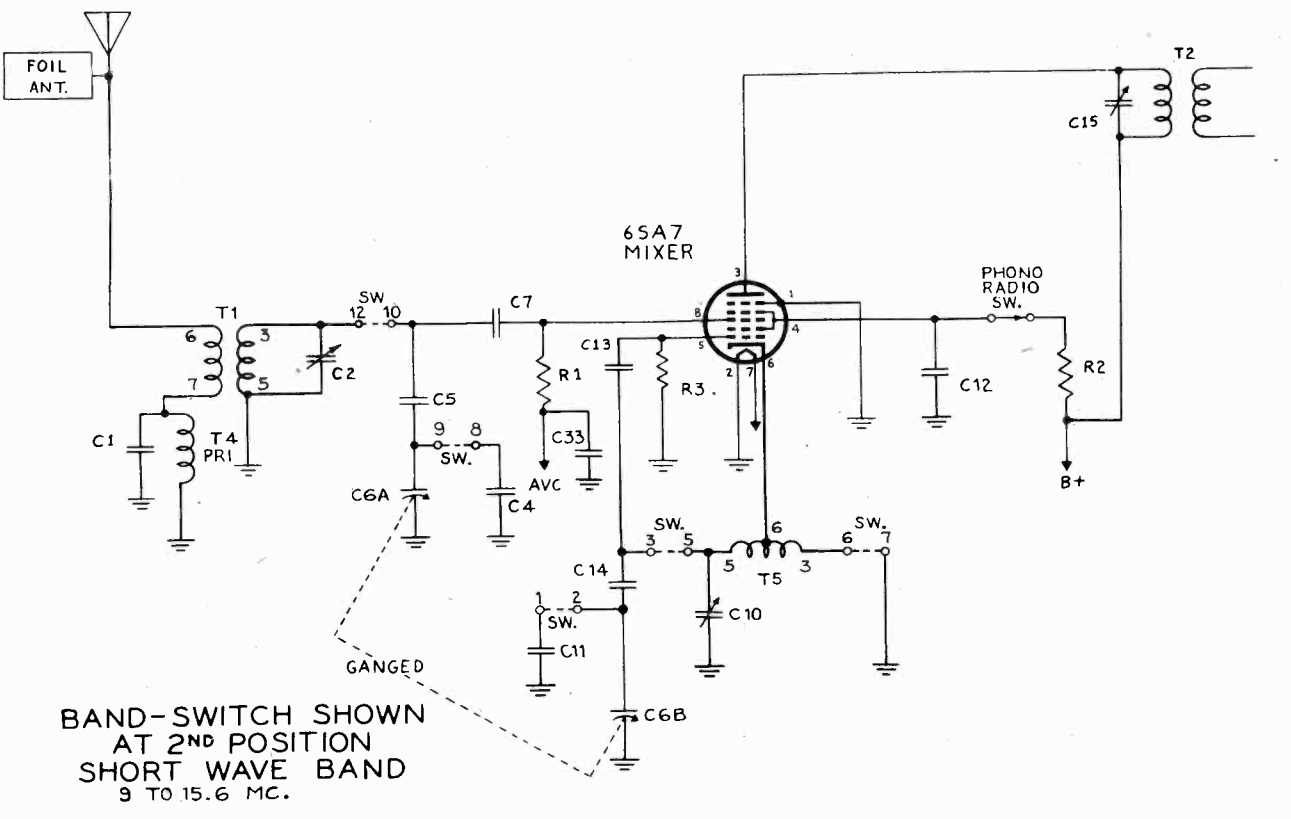 FOIL
ANT.
T2
C15
6SA7
MIXER
3
1
8
4
5
2
7
6
PHONO
RADIO
SW.
C12
R2
B+
T1
6
3
7
5
SW
12
10
C2
C7
C13
R1
R3.
C5
9
8
SW.
C33
AVC
C1
T4
PRI
C6A
C4
SW.
3
5
6
5
3
T5
SW.
6
7
C14
C10
1
2
SW.
C11
GANGED
C6B
BAND-SWITCH SHOWN
AT 2ND POSITION
SHORT WAVE BAND
9 TO 15.6 MC.